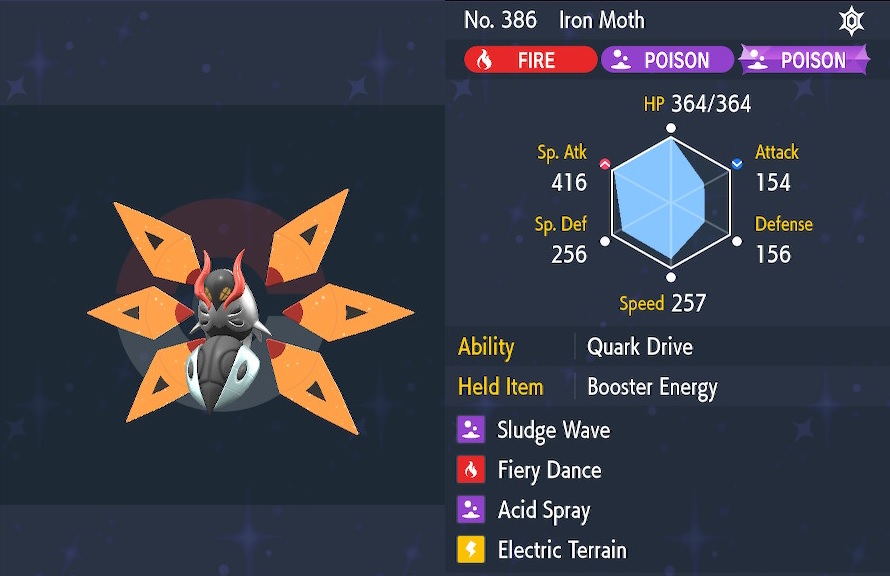 No. 386 Iron Moth
FIRE POISON POISON
HP 364/364
Sp. Atk
416
Attack
154
Sp. Def
256
Defense
156
Speed 257
Ability Quark Drive
Held Item Booster Energy
Sludge Wave
Fiery Dance
Acid Spray
Electric Terrain